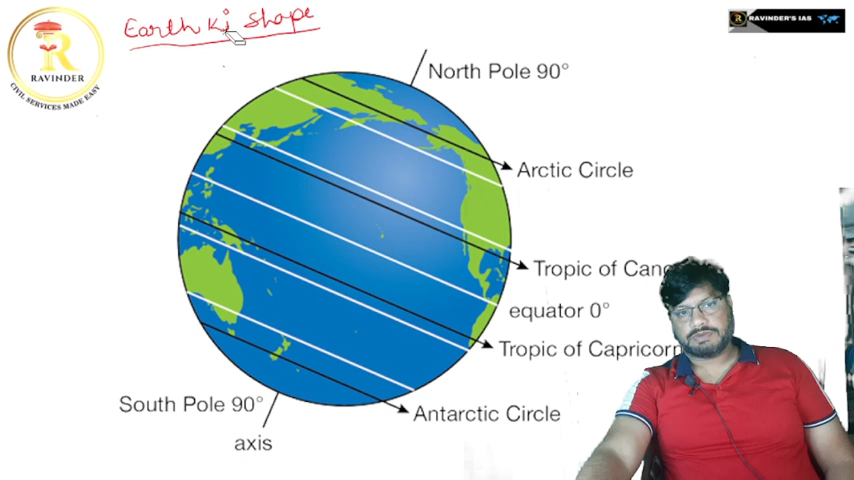 Earth ki shape
R
RAVINDER
CIVIL SERVICES MADE EASY
R
RAVINDER'S IAS
North Pole 90°
Arctic Circle
Tropic of Canc
equator 0°
Tropic of Capricorn
South Pole 90°
Antarctic Circle
axis